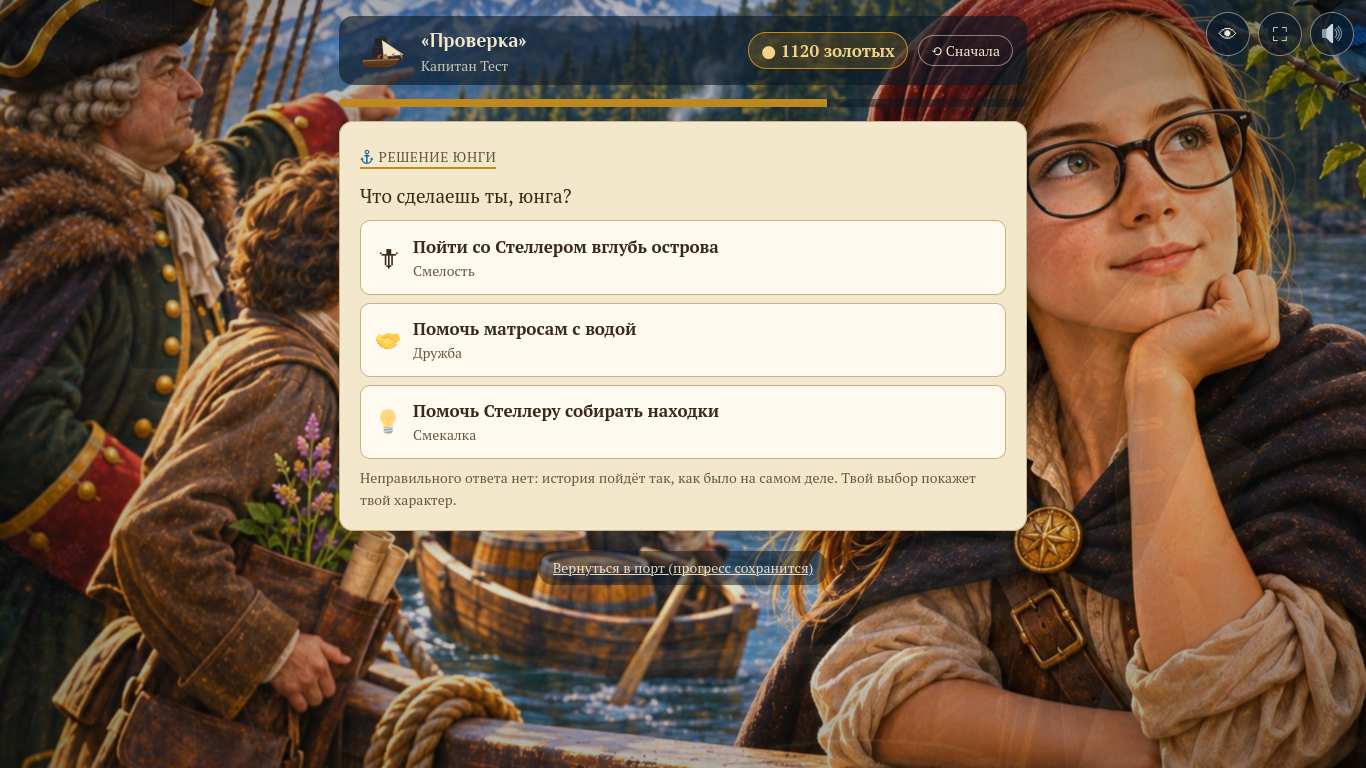 «Проверка»
Капитан Тест
1120 золотых
⟲ Сначала
⚓ РЕШЕНИЕ ЮНГИ
Что сделаешь ты, юнга?
Пойти со Стеллером вглубь острова
Смелость
Помочь матросам с водой
Дружба
Помочь Стеллеру собирать находки
Смекалка
Неправильного ответа нет: история пойдёт так, как было на самом деле. Твой выбор покажет
твой характер.
Вернуться в порт (прогресс сохранится)